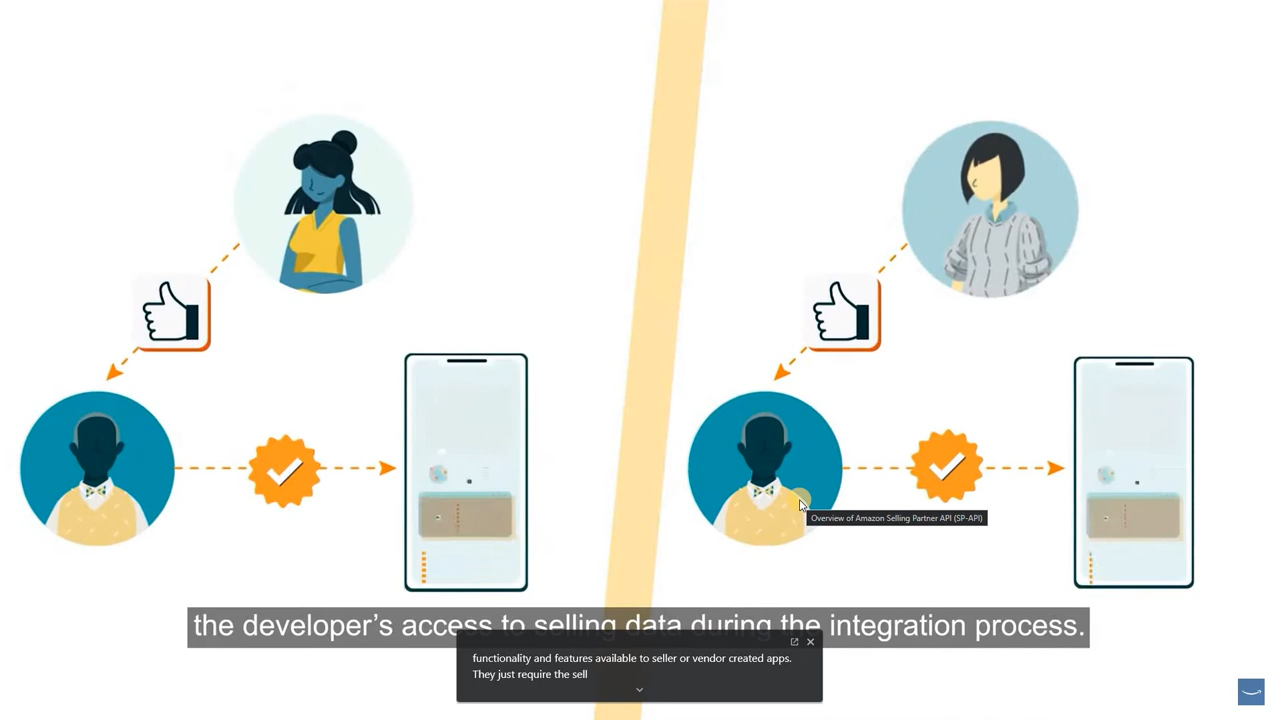 Overview of Amazon Selling Partner API (SP-API)
the developer's access to selling data during the integration process.
functionality and features available to seller or vendor created apps.
They just require the sell